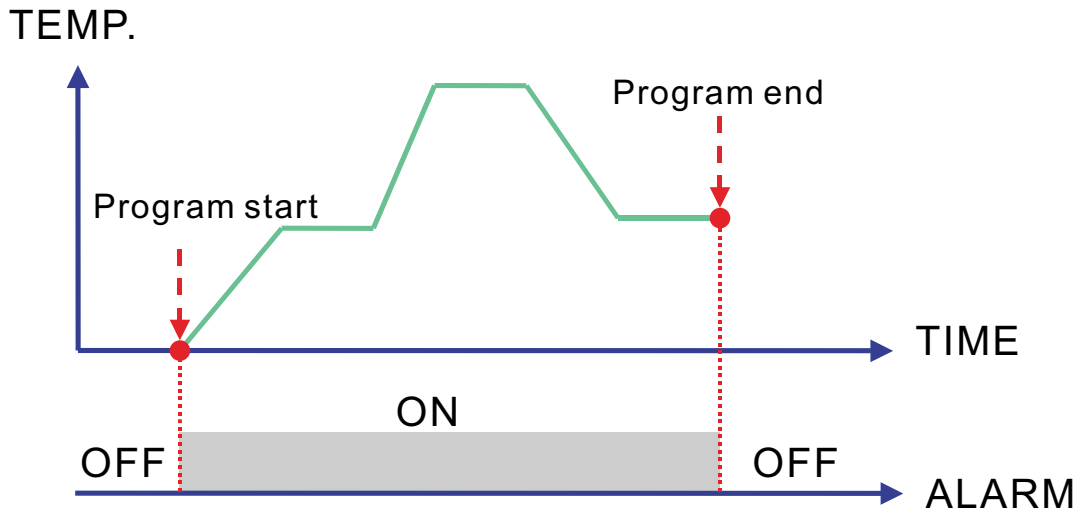 TEMP.
Program end
Program start
TIME
ON
OFF
OFF
ALARM